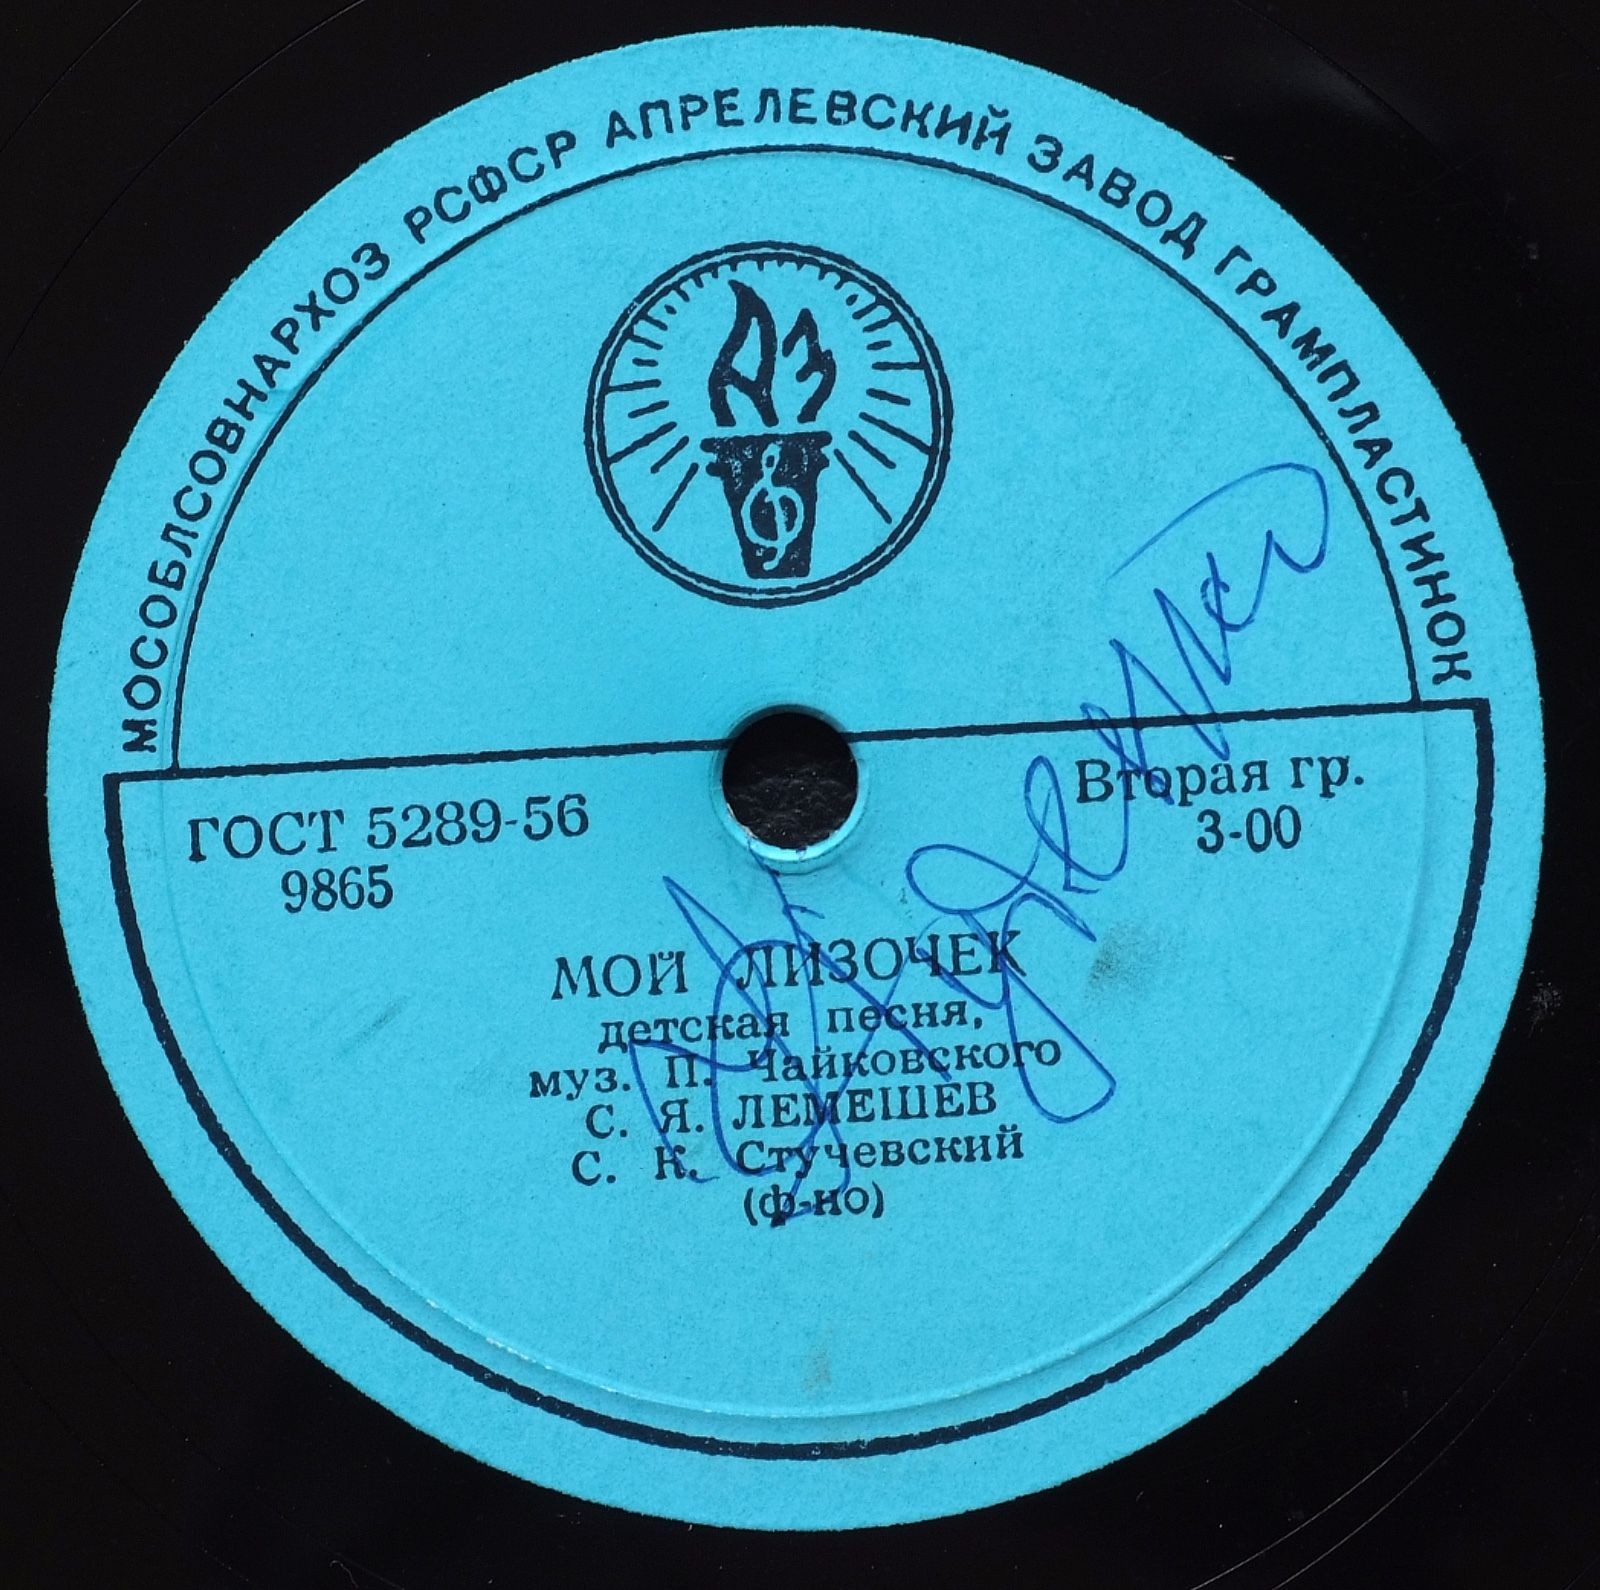 МОСОБЛСОВНАРХОЗ РСФСР АПРЕЛЕВСКИЙ ЗАВОД ГРАМПЛАСТИНОК
АЗ
ГОСТ 5289-56
9865
Вторая гр.
3-00
МОЙ ЛИЗОЧЕК
детская песня,
муз. П. Чайковского
С. Я. ЛЕМЕШЕВ
С. К. Стучевский
(ф-но)